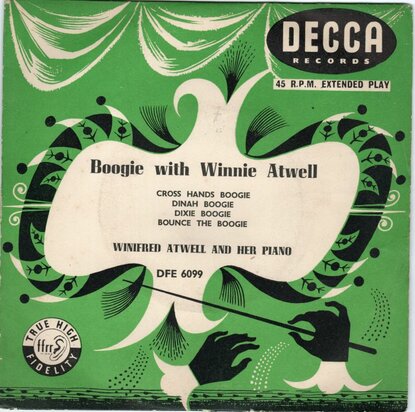 DECCA
RECORDS
45 R.P.M. EXTENDED PLAY
Boogie with Winnie Atwell
CROSS HANDS BOOGIE
DINAH BOOGIE
DIXIE BOOGIE
BOUNCE THE BOOGIE
WINIFRED ATWELL AND HER PIANO
DFE 6099
TRUE HIGH
ffrr
FIDELITY